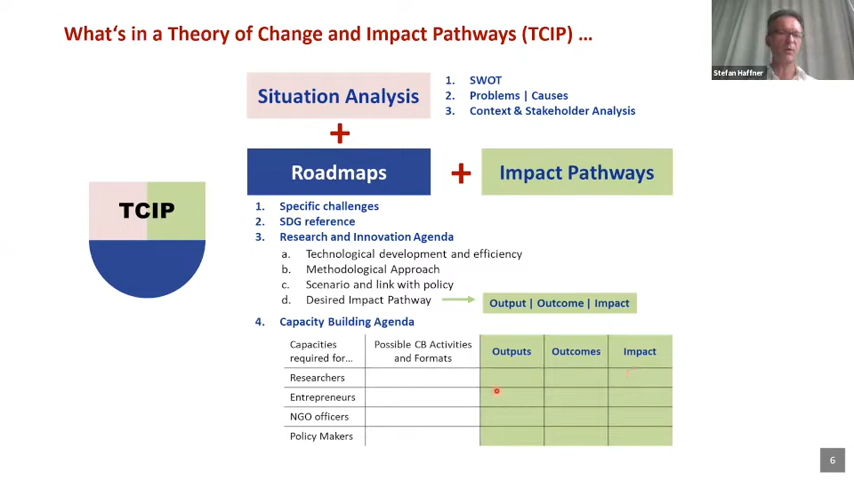 What's in a Theory of Change and Impact Pathways (TCIP) ...
Stefan Haffner
Situation Analysis
1. SWOT
2. Problems | Causes
3. Context & Stakeholder Analysis
+
Roadmaps
+
Impact Pathways
TCIP
1. Specific challenges
2. SDG reference
3. Research and Innovation Agenda
a. Technological development and efficiency
b. Methodological Approach
c. Scenario and link with policy
d. Desired Impact Pathway
Output | Outcome | Impact
4. Capacity Building Agenda
Capacities required for...
Possible CB Activities and Formats
Outputs
Outcomes
Impact
Researchers
Entrepreneurs
NGO officers
Policy Makers
6